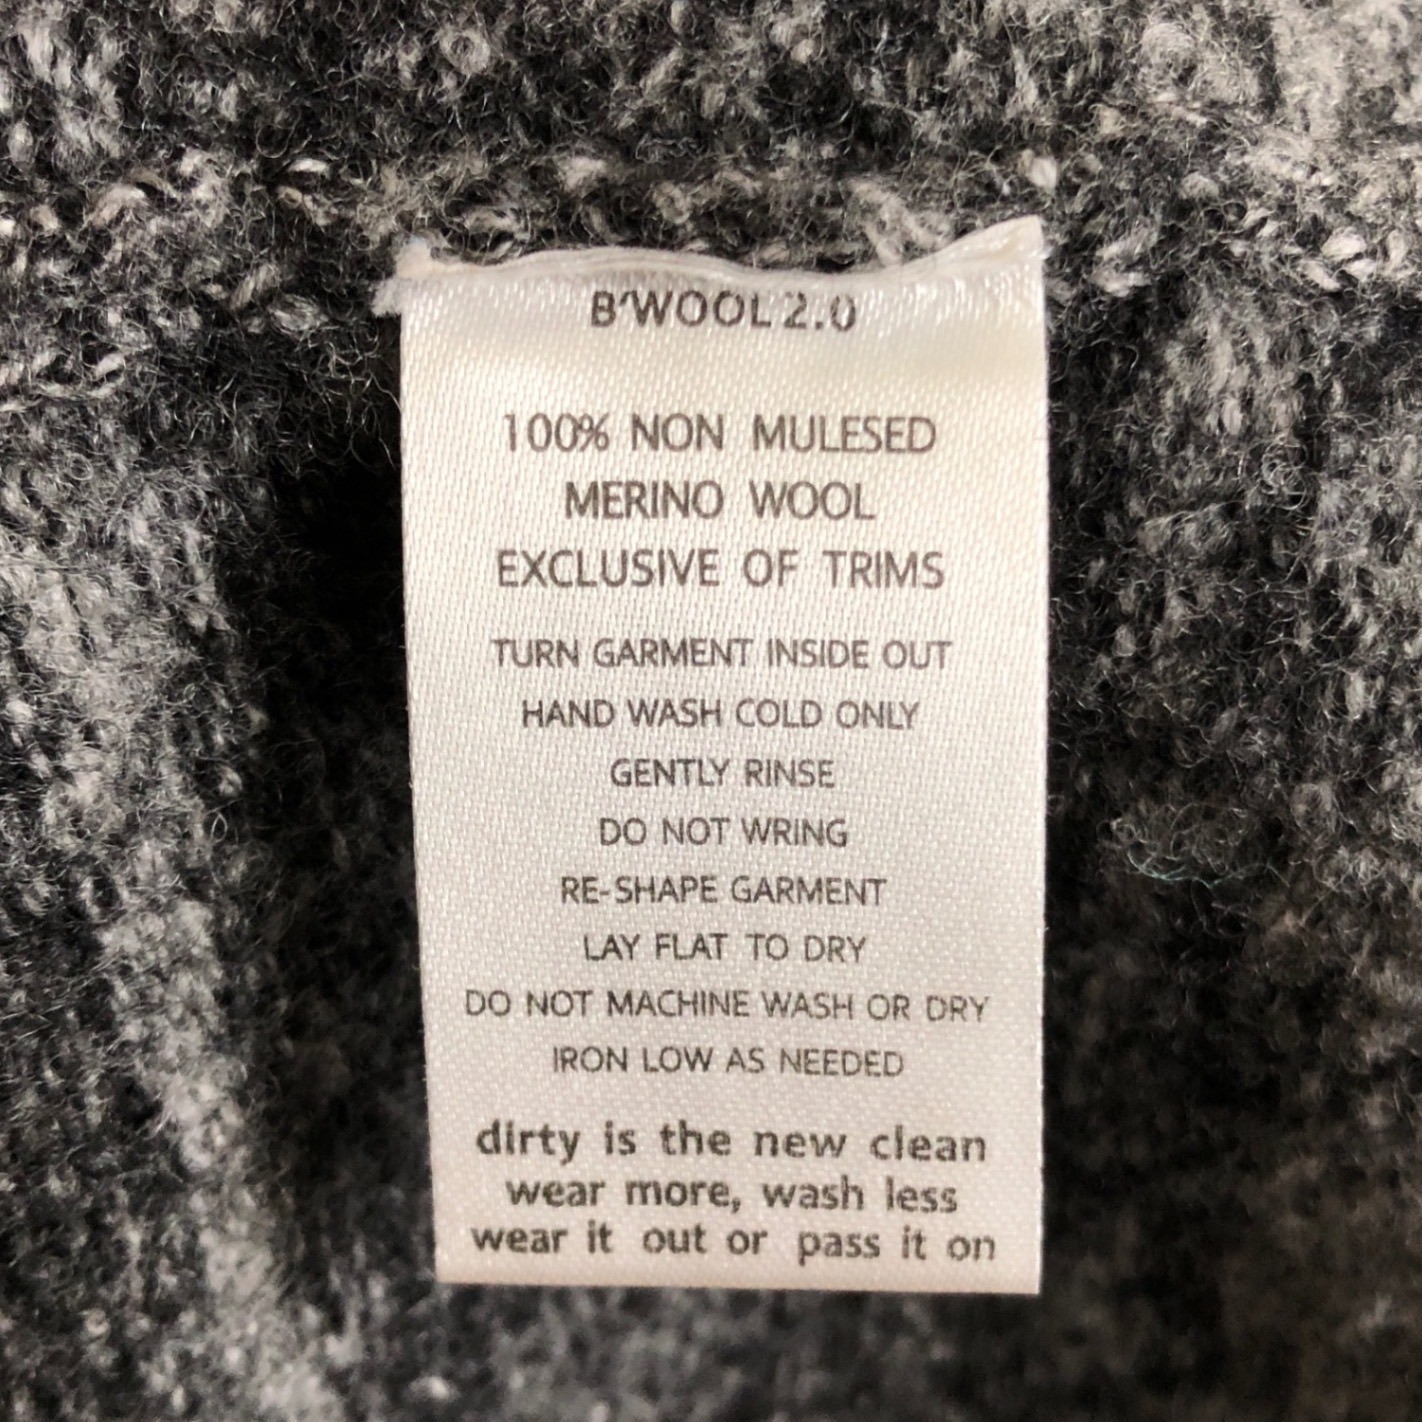 B'WOOL 2.0
100% NON MULESED
MERINO WOOL
EXCLUSIVE OF TRIMS
TURN GARMENT INSIDE OUT
HAND WASH COLD ONLY
GENTLY RINSE
DO NOT WRING
RE-SHAPE GARMENT
LAY FLAT TO DRY
DO NOT MACHINE WASH OR DRY
IRON LOW AS NEEDED
dirty is the new clean
wear more, wash less
wear it out or pass it on